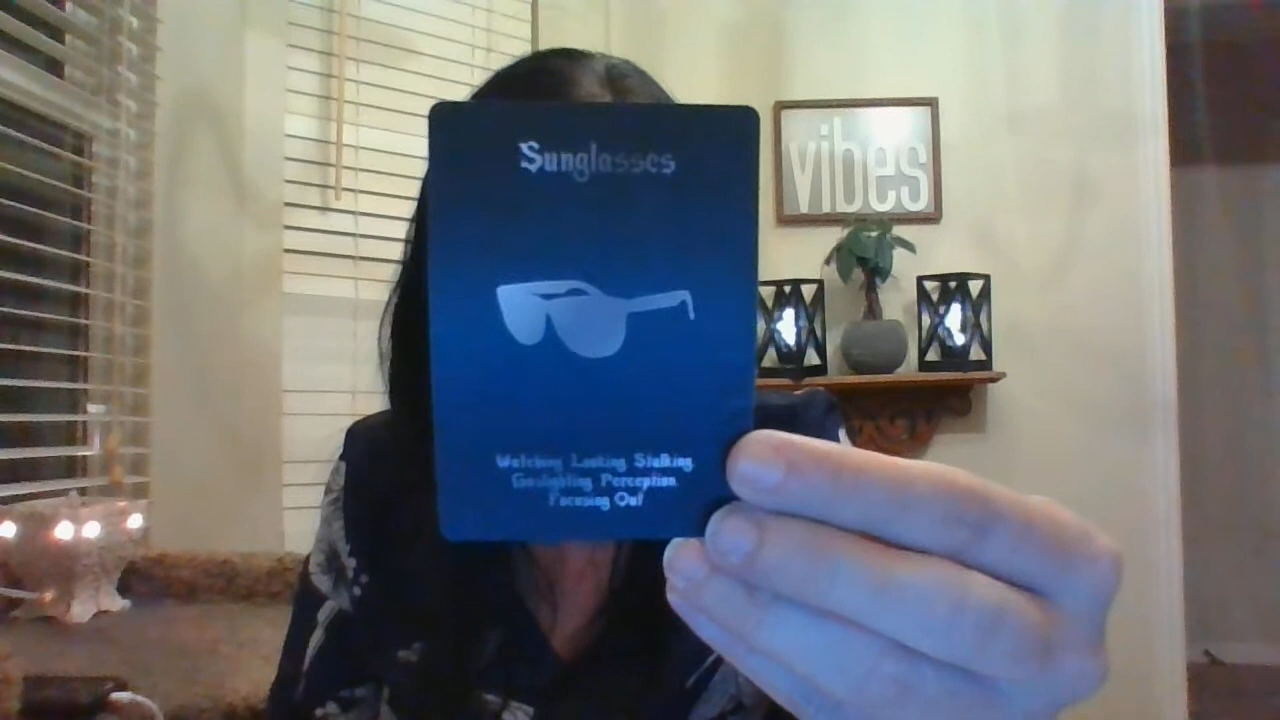 Sunglasses
vibes
Watching, Looking, Stalking,
Gaslighting, Perception,
Focusing Out